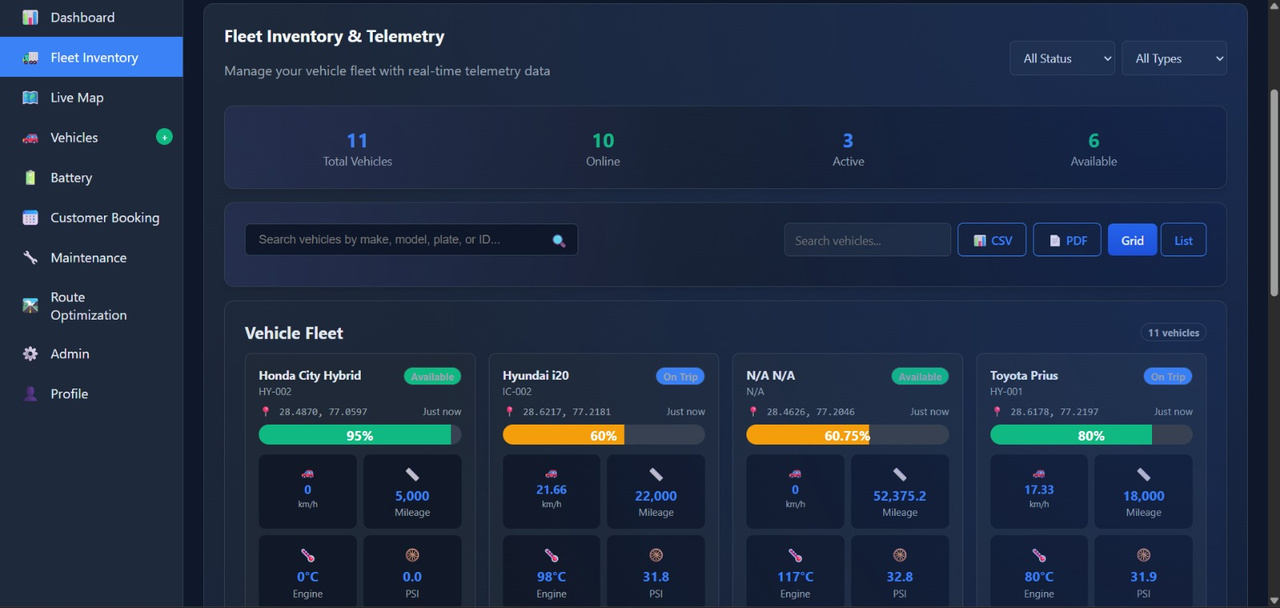 Dashboard
Fleet Inventory
Live Map
Vehicles +
Battery
Customer Booking
Maintenance
Route
Optimization
Admin
Profile
Fleet Inventory & Telemetry
Manage your vehicle fleet with real-time telemetry data
All Status
All Types
11
Total Vehicles
10
Online
3
Active
6
Available
Search vehicles by make, model, plate, or ID...
Search vehicles...
CSV
PDF
Grid
List
Vehicle Fleet
11 vehicles
Honda City Hybrid
Available
HY-002
28.4870, 77.0597
Just now
95%
0
km/h
5,000
Mileage
0°C
Engine
0.0
PSI
Hyundai i20
On Trip
IC-002
28.6217, 77.2181
Just now
60%
21.66
km/h
22,000
Mileage
98°C
Engine
31.8
PSI
N/A N/A
Available
N/A
28.4626, 77.2046
Just now
60.75%
0
km/h
52,375.2
Mileage
117°C
Engine
32.8
PSI
Toyota Prius
On Trip
HY-001
28.6178, 77.2197
Just now
80%
17.33
km/h
18,000
Mileage
80°C
Engine
31.9
PSI